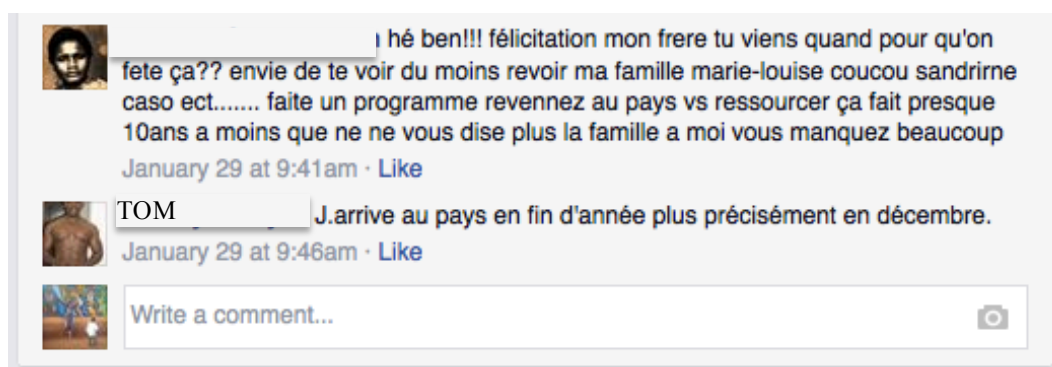 hé ben!!! félicitation mon frere tu viens quand pour qu'on
fete ça?? envie de te voir du moins revoir ma famille marie-louise coucou sandrirne
caso ect....... faite un programme revennez au pays vs ressourcer ça fait presque
10ans a moins que ne ne vous dise plus la famille a moi vous manquez beaucoup
January 29 at 9:41am · Like
TOM J.arrive au pays en fin d'année plus précisément en décembre.
January 29 at 9:46am · Like
Write a comment...